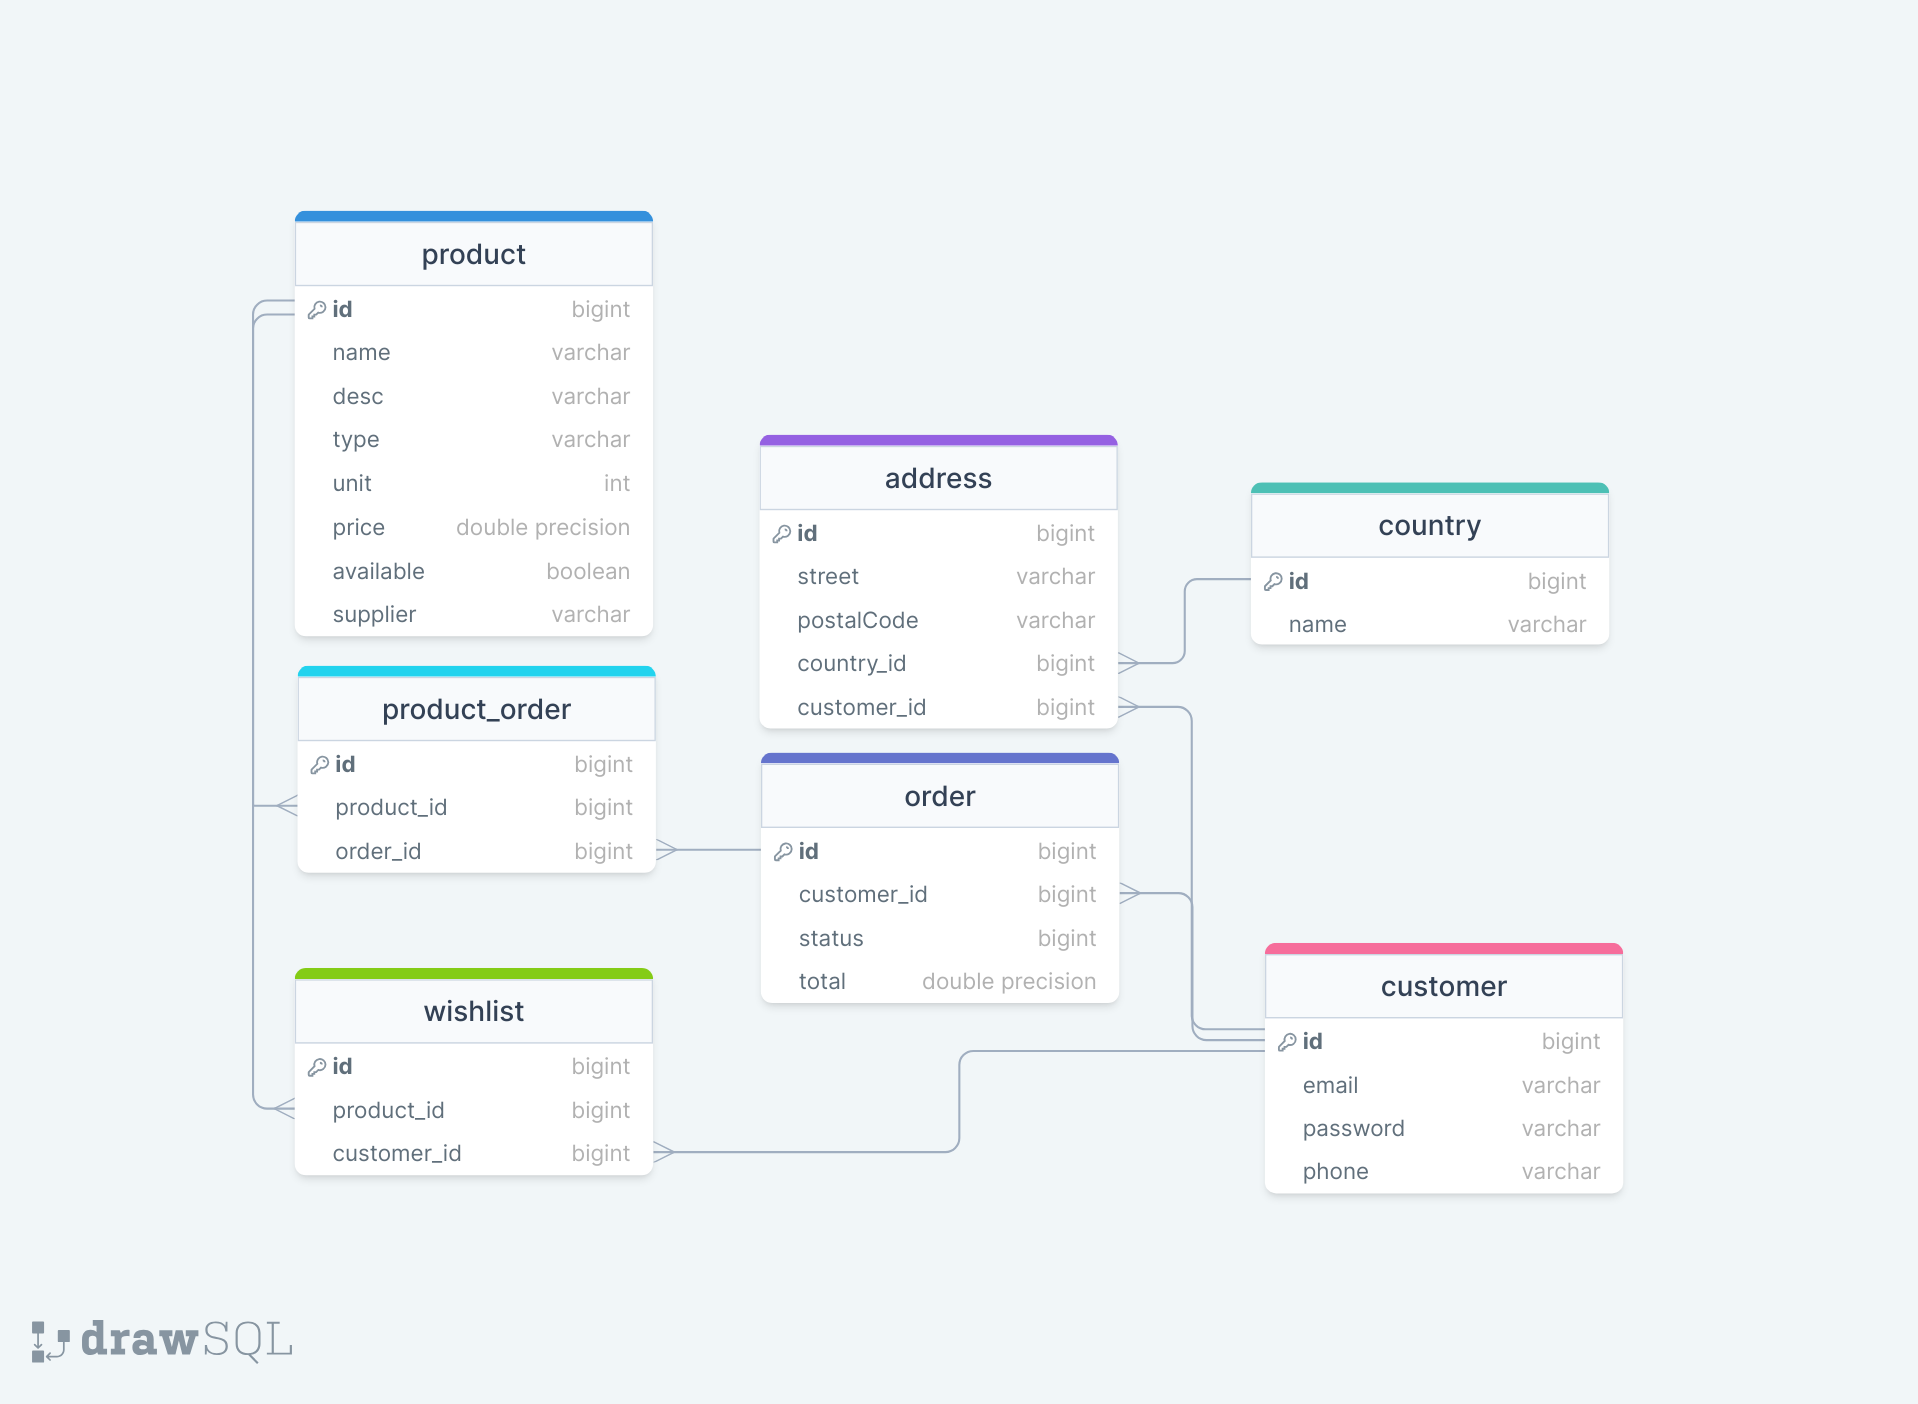 product
id bigint
name varchar
desc varchar
type varchar
unit int
price double precision
available boolean
supplier varchar
product_order
id bigint
product_id bigint
order_id bigint
wishlist
id bigint
product_id bigint
customer_id bigint
address
id bigint
street varchar
postalCode varchar
country_id bigint
customer_id bigint
order
id bigint
customer_id bigint
status bigint
total double precision
country
id bigint
name varchar
customer
id bigint
email varchar
password varchar
phone varchar
drawSQL